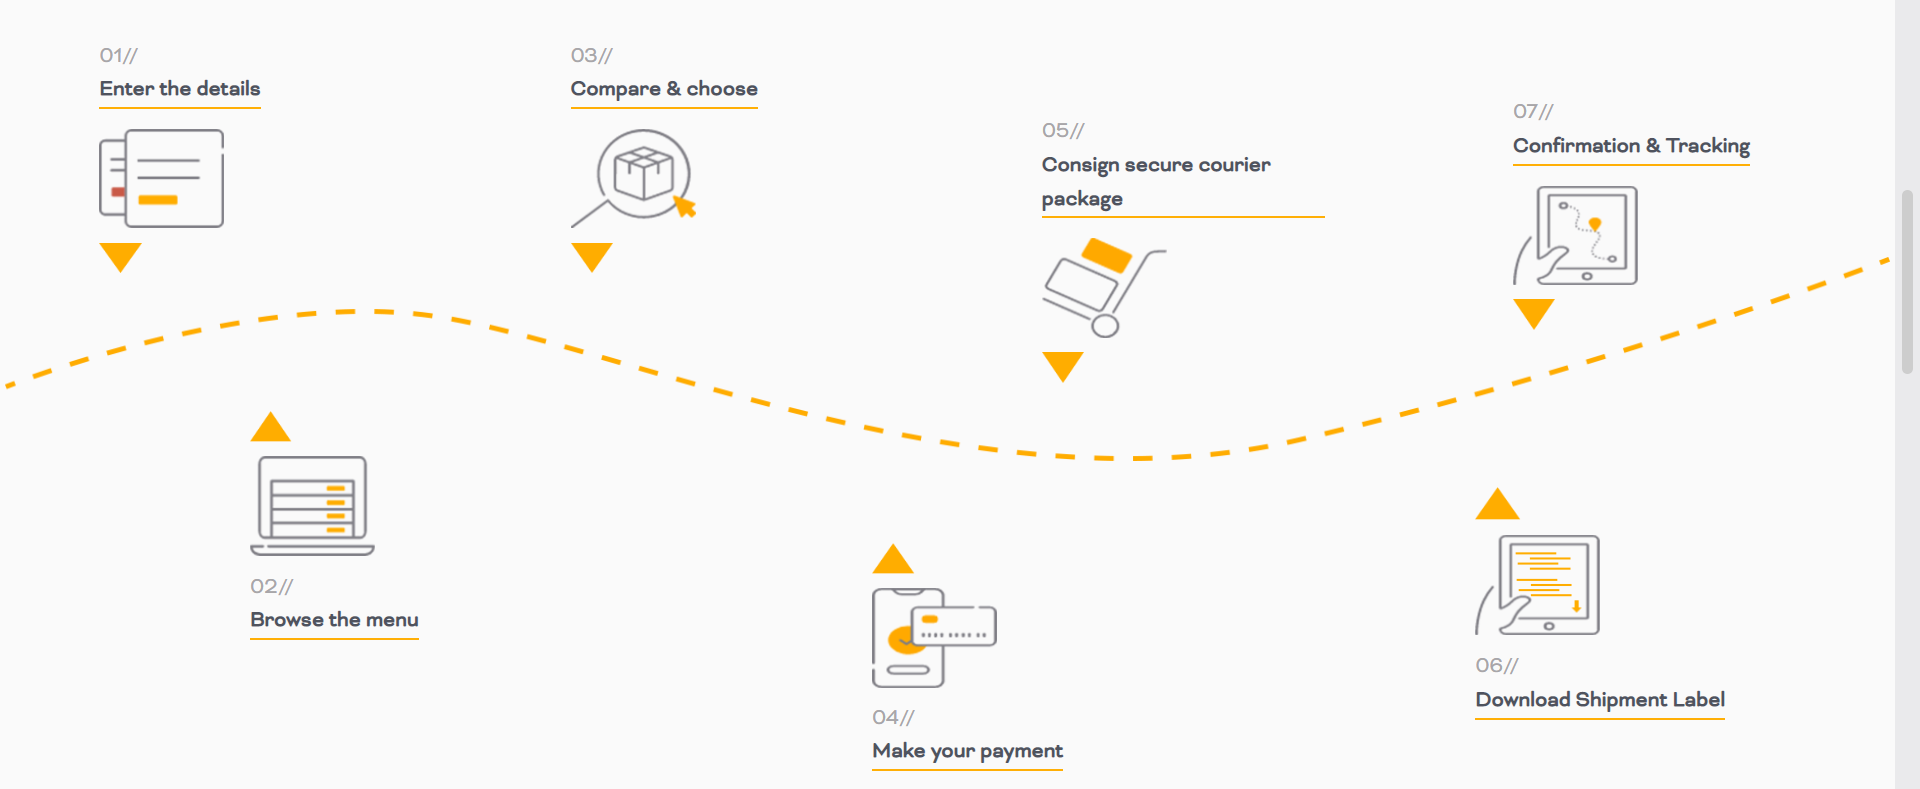 01//
Enter the details
02//
Browse the menu
03//
Compare & choose
04//
Make your payment
05//
Consign secure courier
package
06//
Download Shipment Label
07//
Confirmation & Tracking